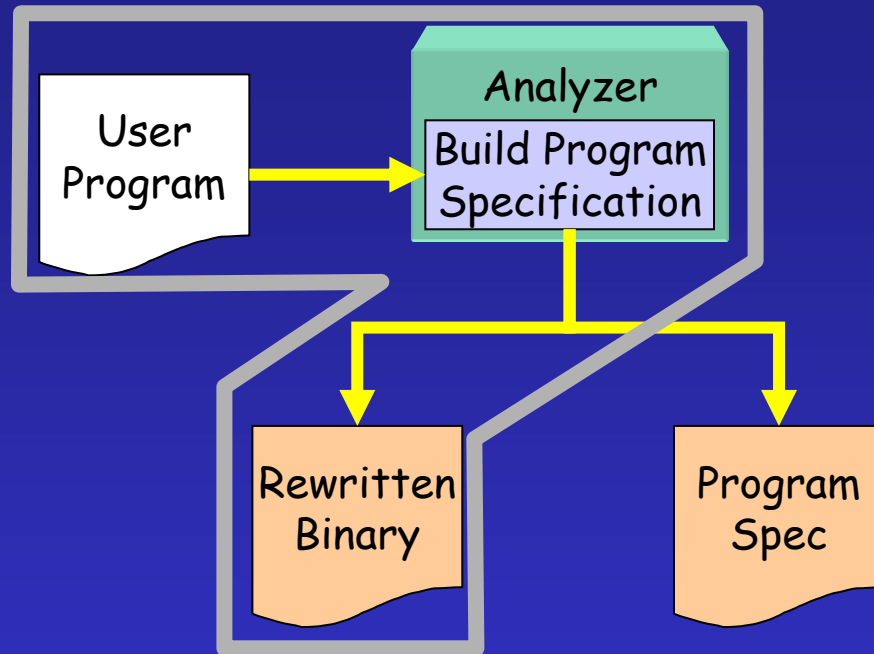 User
Program
Analyzer
Build Program
Specification
Rewritten
Binary
Program
Spec